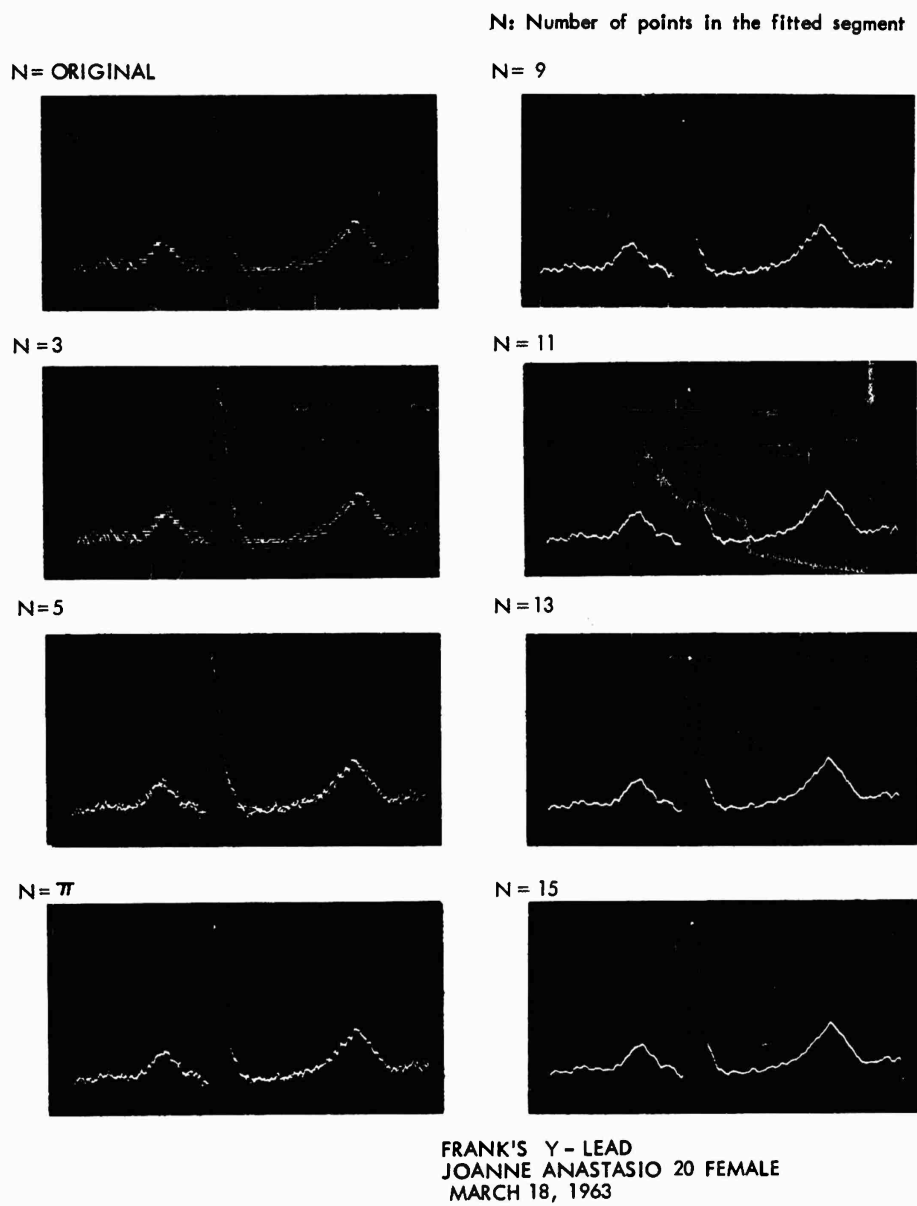 N: Number of points in the fitted segment
N= ORIGINAL
N= 9
N =3
N= 11
N=5
N =13
N= π
N = 15
FRANK'S Y - LEAD
JOANNE ANASTASIO 20 FEMALE
MARCH 18, 1963